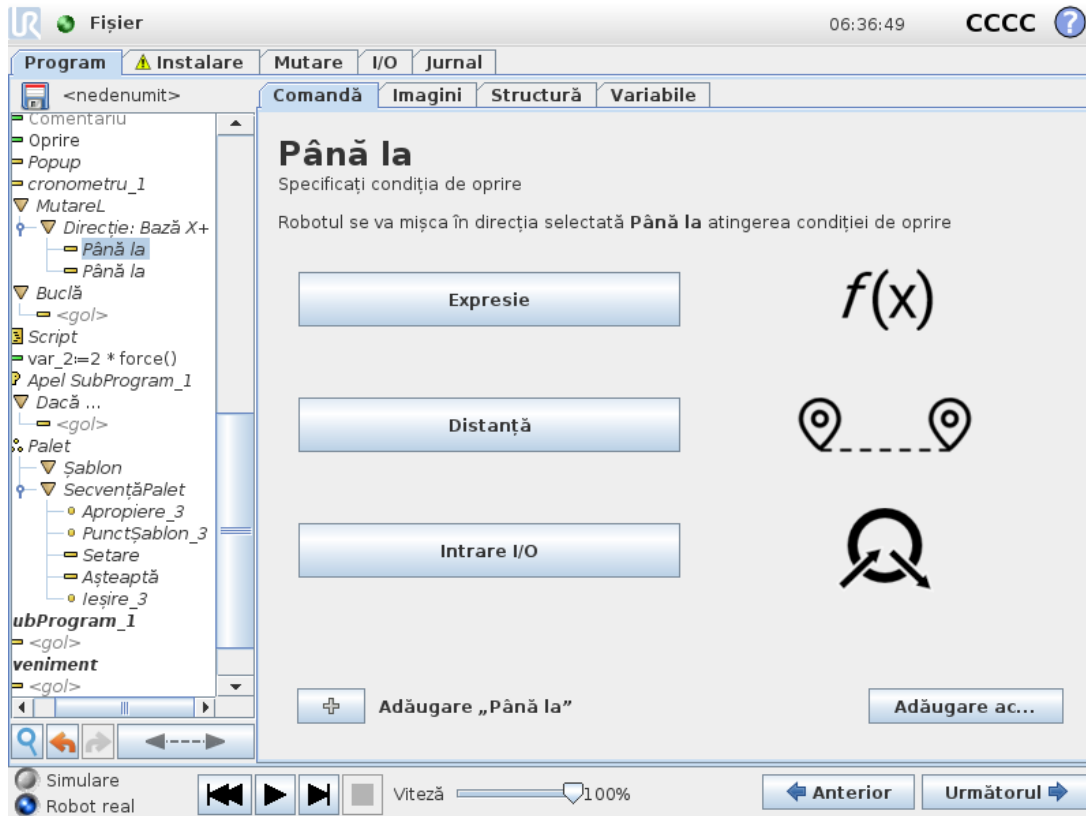 UR Fișier 06:36:49 CCCC ?
Program Instalare Mutare I/O Jurnal
<nedenumit> Comandă Imagini Structură Variabile
Comentariu
Oprire
Popup
cronometru_1
MutareL
Direcție: Bază X+
Până la
Până la
Buclă
<gol>
Script
var_2:=2 * force()
Apel SubProgram_1
Dacă ...
<gol>
Palet
Șablon
SecvențăPalet
Apropiere_3
PunctȘablon_3
Setare
Așteaptă
Ieșire_3
ubProgram_1
<gol>
veniment
<gol>
Până la
Specificați condiția de oprire
Robotul se va mișca în direcția selectată Până la atingerea condiției de oprire
Expresie f(x)
Distanță
Intrare I/O
Adăugare „Până la” Adăugare ac...
Simulare
Robot real
Viteză 100% Anterior Următorul